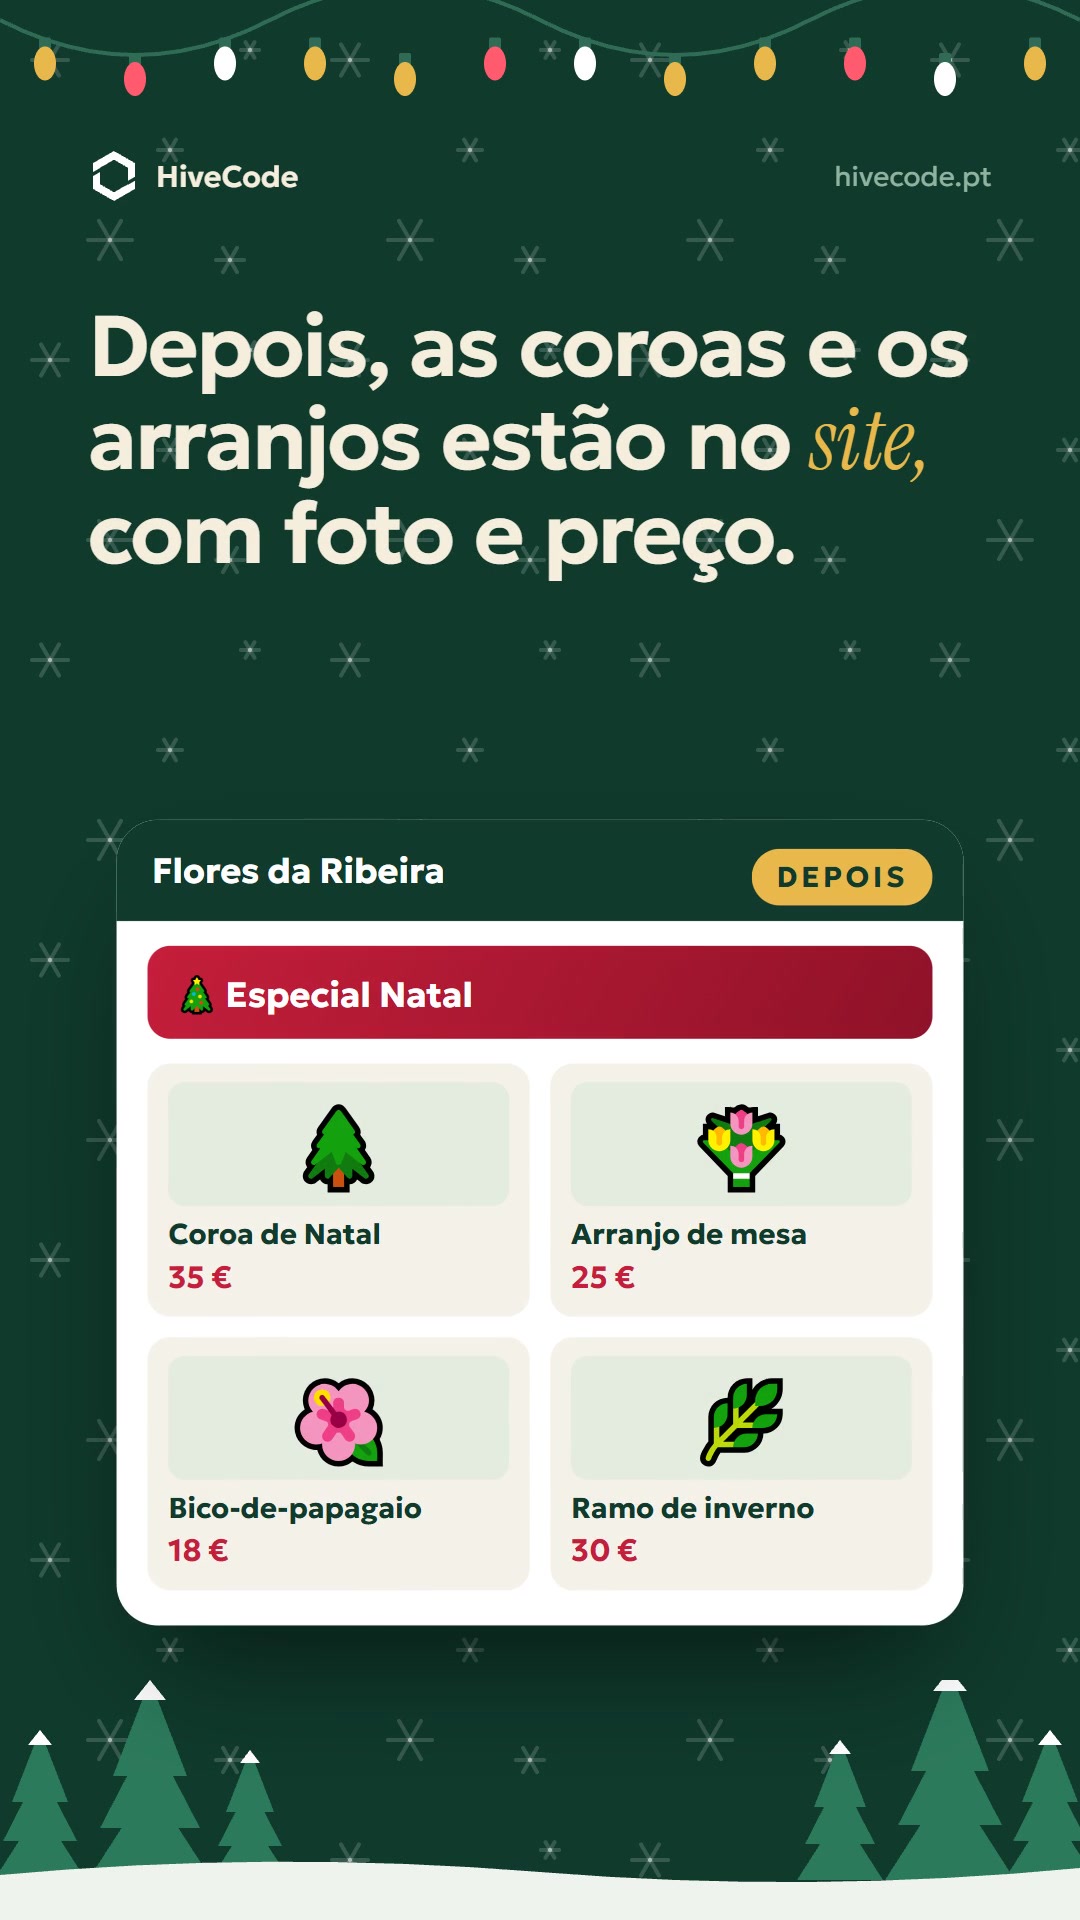 HiveCode
hivecode.pt
Depois, as coroas e os
arranjos estão no site,
com foto e preço.
Flores da Ribeira
DEPOIS
Especial Natal
Coroa de Natal
35 €
Arranjo de mesa
25 €
Bico-de-papagaio
18 €
Ramo de inverno
30 €